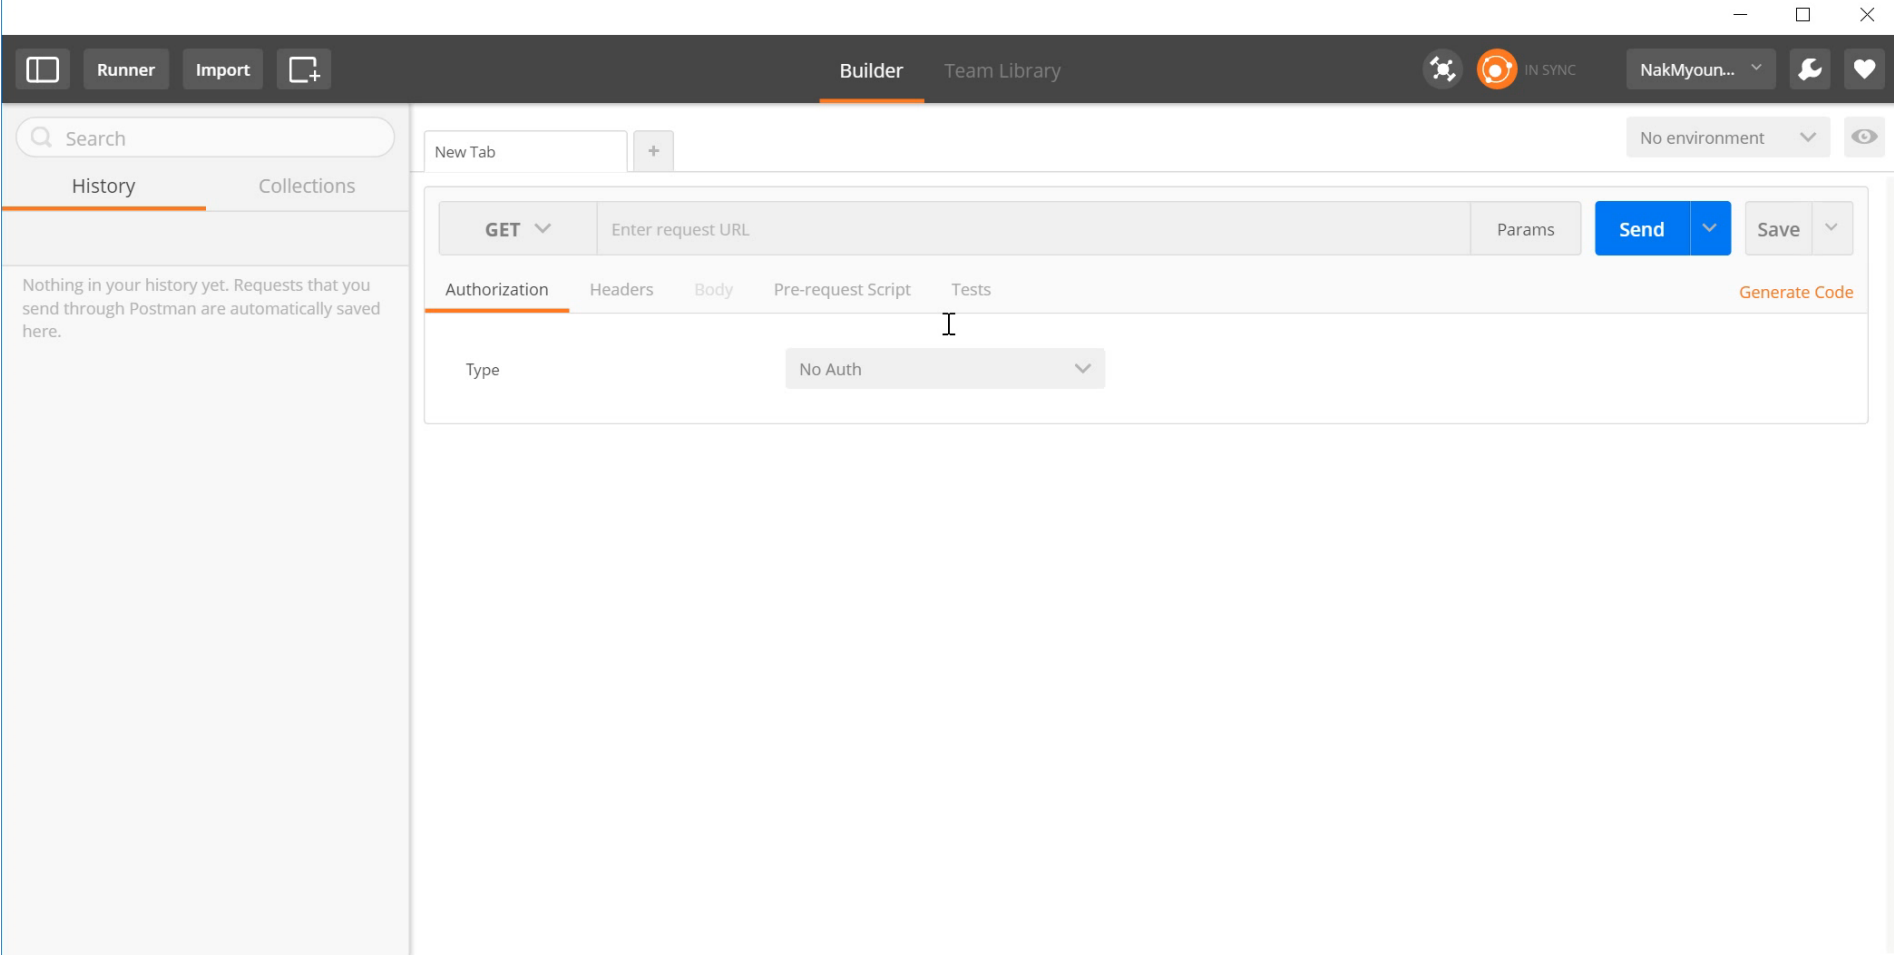 Runner Import Builder Team Library IN SYNC NakMyoun...
Search
No environment
New Tab +
History Collections
GET Enter request URL Params Send Save
Nothing in your history yet. Requests that you
send through Postman are automatically saved
here.
Authorization Headers Body Pre-request Script Tests Generate Code
Type No Auth